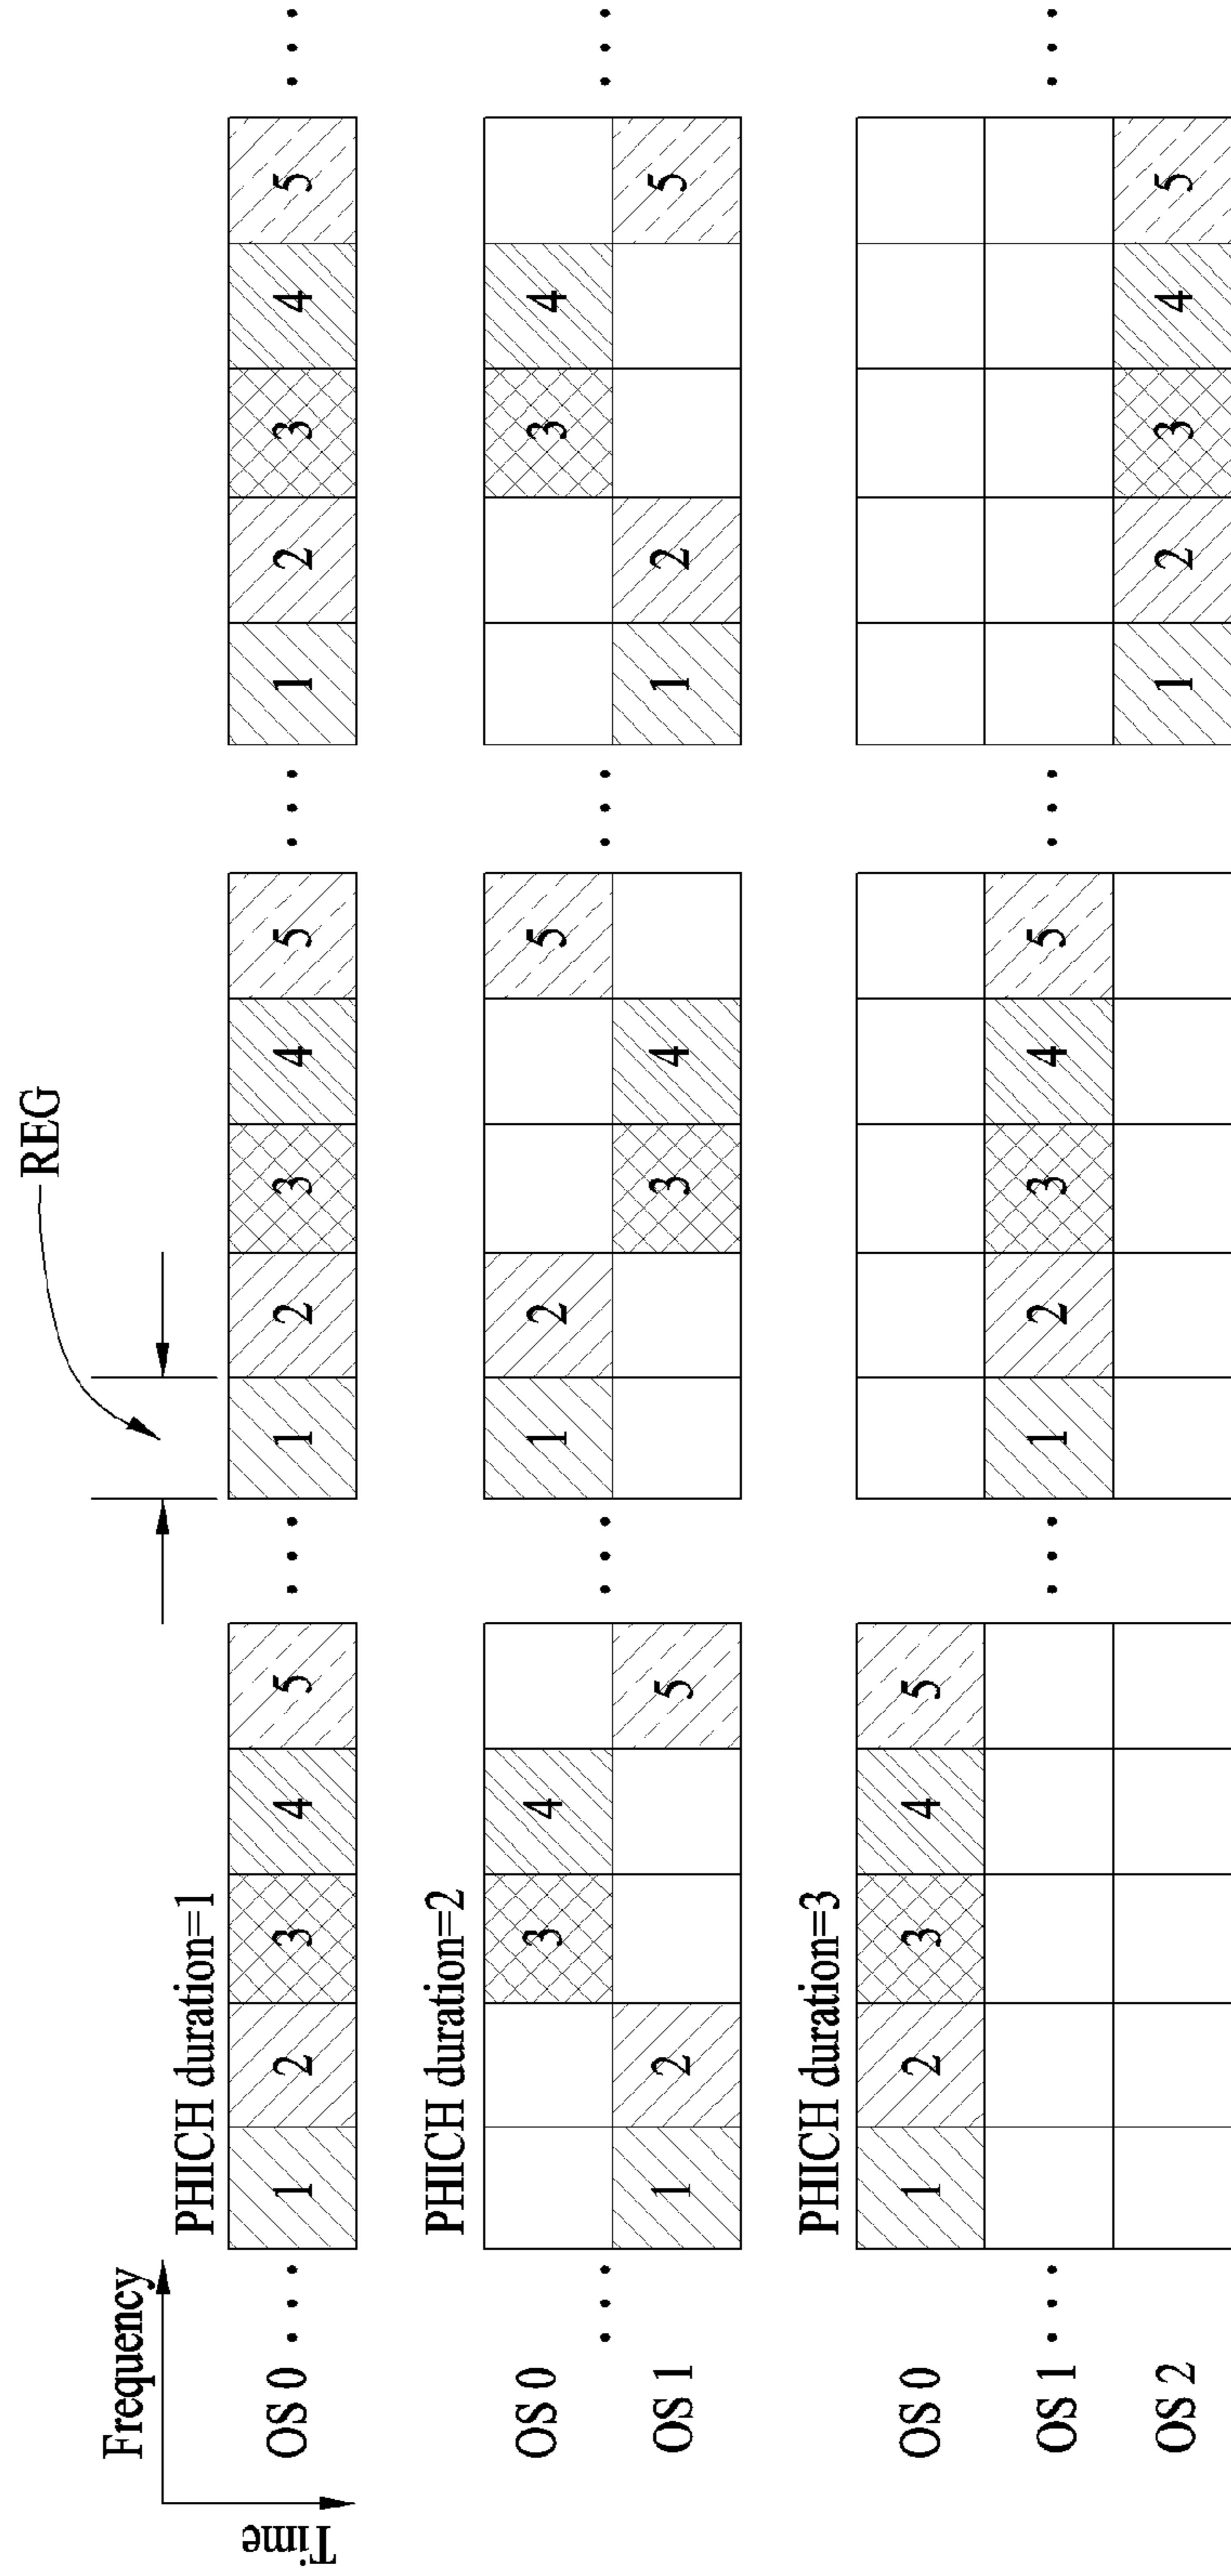 REG
Frequency
Time
PHICH duration=1
OS 0 ••• 1 2 3 4 5 ••• 1 2 3 4 5 ••• 1 2 3 4 5 •••
PHICH duration=2
OS 0 3 4 1 2 5 3 4
OS 1 1 2 5 3 4 1 2 5
PHICH duration=3
OS 0 1 2 3 4 5
OS 1 ••• ••• 1 2 3 4 5 ••• •••
OS 2 1 2 3 4 5